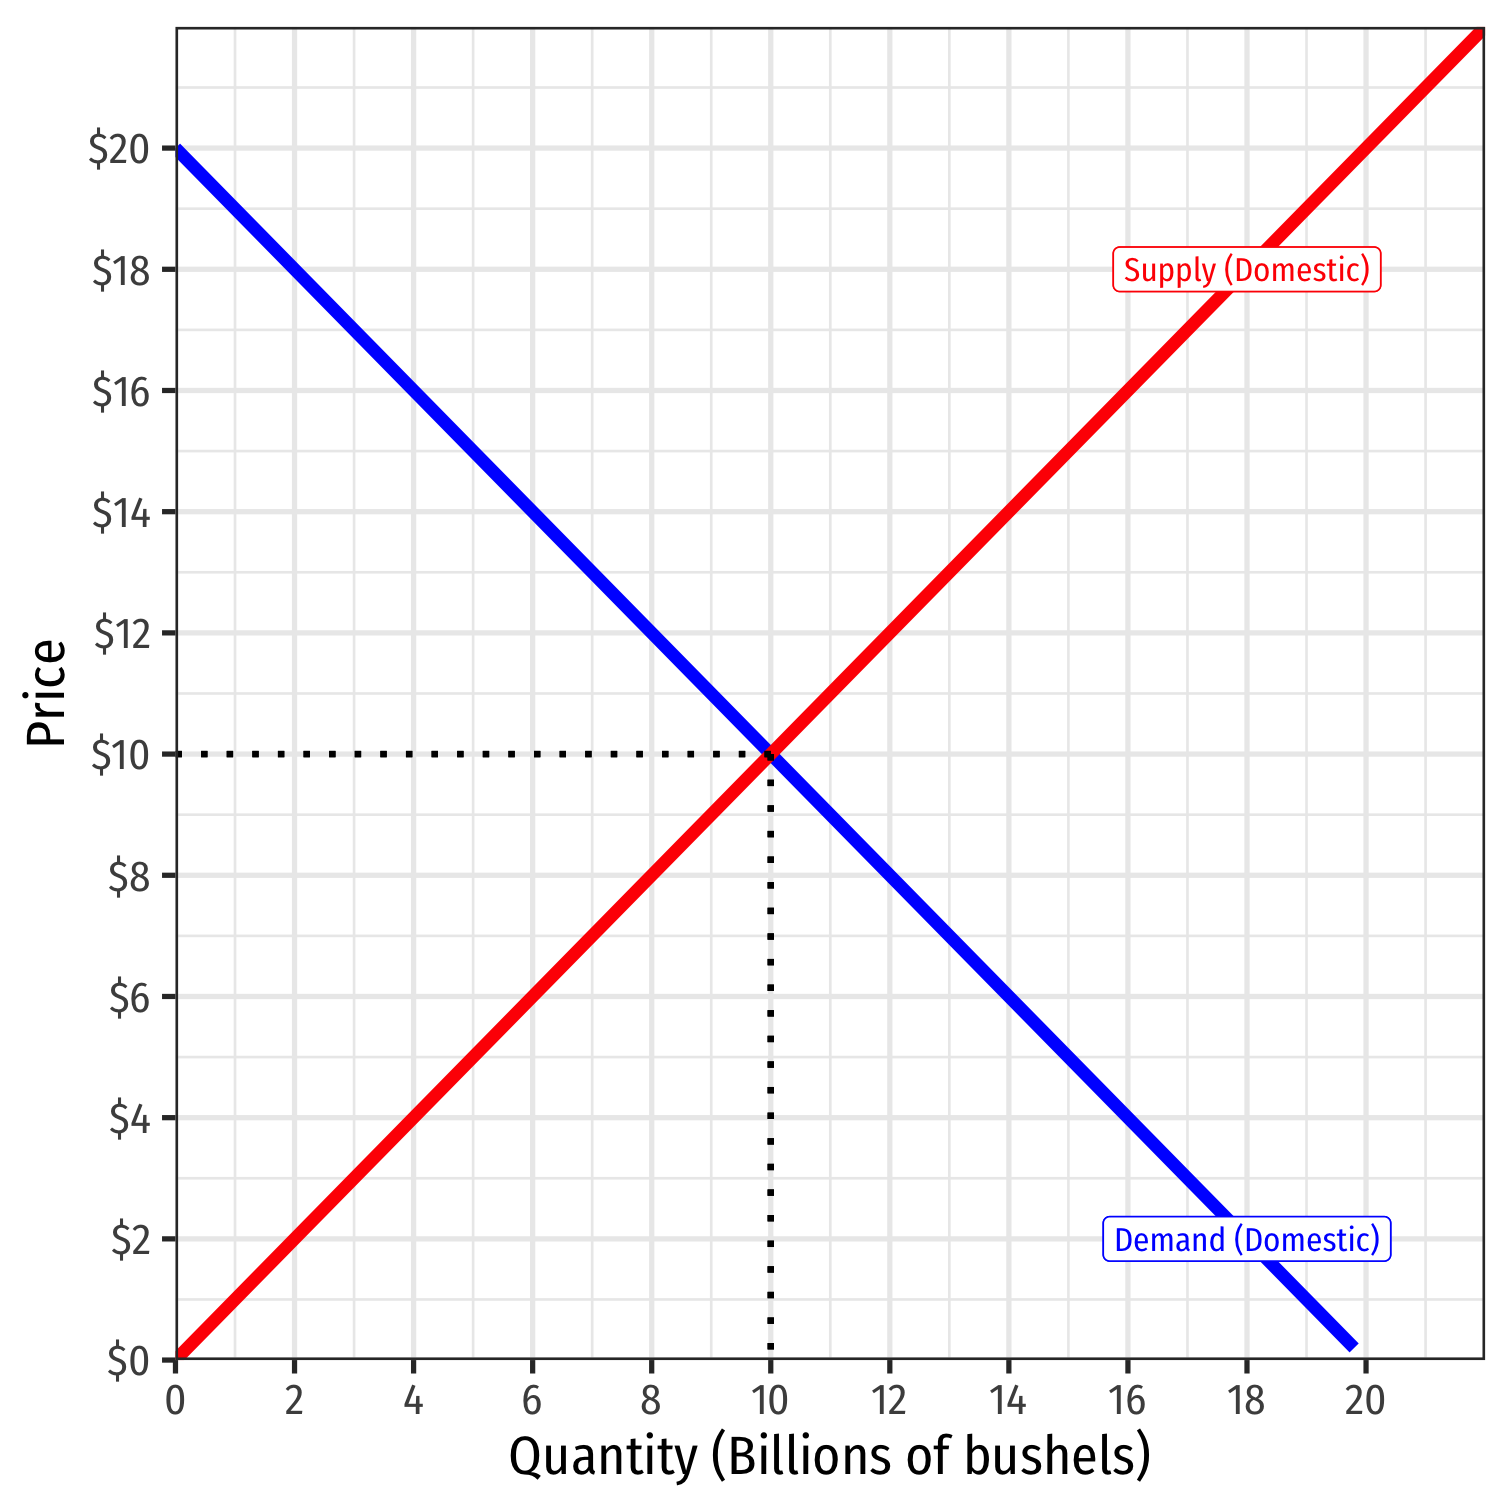 $20
$18
$16
$14
$12
$10
$8
$6
$4
$2
$0
Price
Supply (Domestic)
Demand (Domestic)
0 2 4 6 8 10 12 14 16 18 20
Quantity (Billions of bushels)